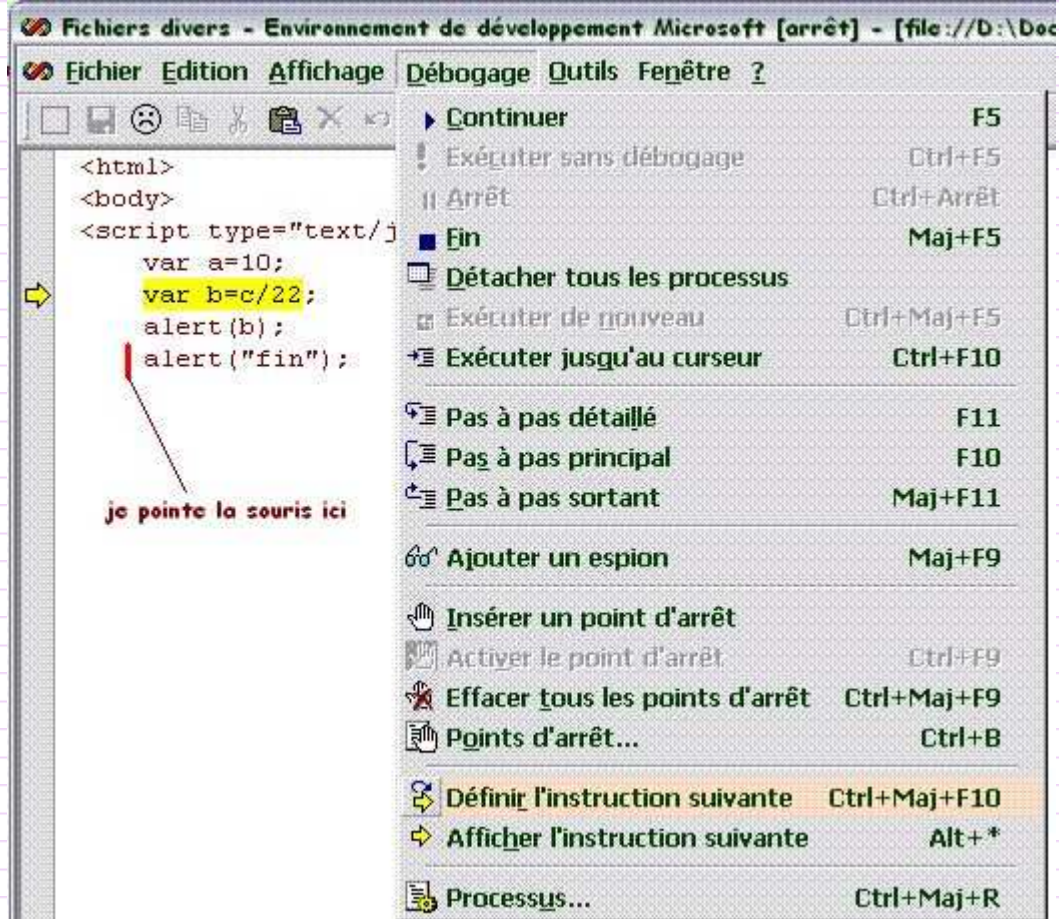 Fichiers divers - Environnement de développement Microsoft [arrêt] - [file://D:\Doc
Fichier Edition Affichage Débogage Outils Fenêtre ?
<html>
<body>
<script type="text/j
var a=10;
var b=c/22;
alert(b);
alert("fin");
je pointe la souris ici
Continuer F5
Exécuter sans débogage Ctrl+F5
Arrêt Ctrl+Arrêt
Fin Maj+F5
Détacher tous les processus
Exécuter de nouveau Ctrl+Maj+F5
Exécuter jusqu'au curseur Ctrl+F10
Pas à pas détaillé F11
Pas à pas principal F10
Pas à pas sortant Maj+F11
Ajouter un espion Maj+F9
Insérer un point d'arrêt
Activer le point d'arrêt Ctrl+F9
Effacer tous les points d'arrêt Ctrl+Maj+F9
Points d'arrêt... Ctrl+B
Définir l'instruction suivante Ctrl+Maj+F10
Afficher l'instruction suivante Alt+*
Processus... Ctrl+Maj+R